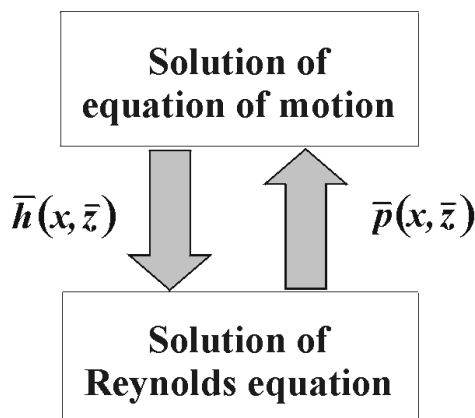 Solution of
equation of motion
h̅(x, z̅)
p̅(x, z̅)
Solution of
Reynolds equation